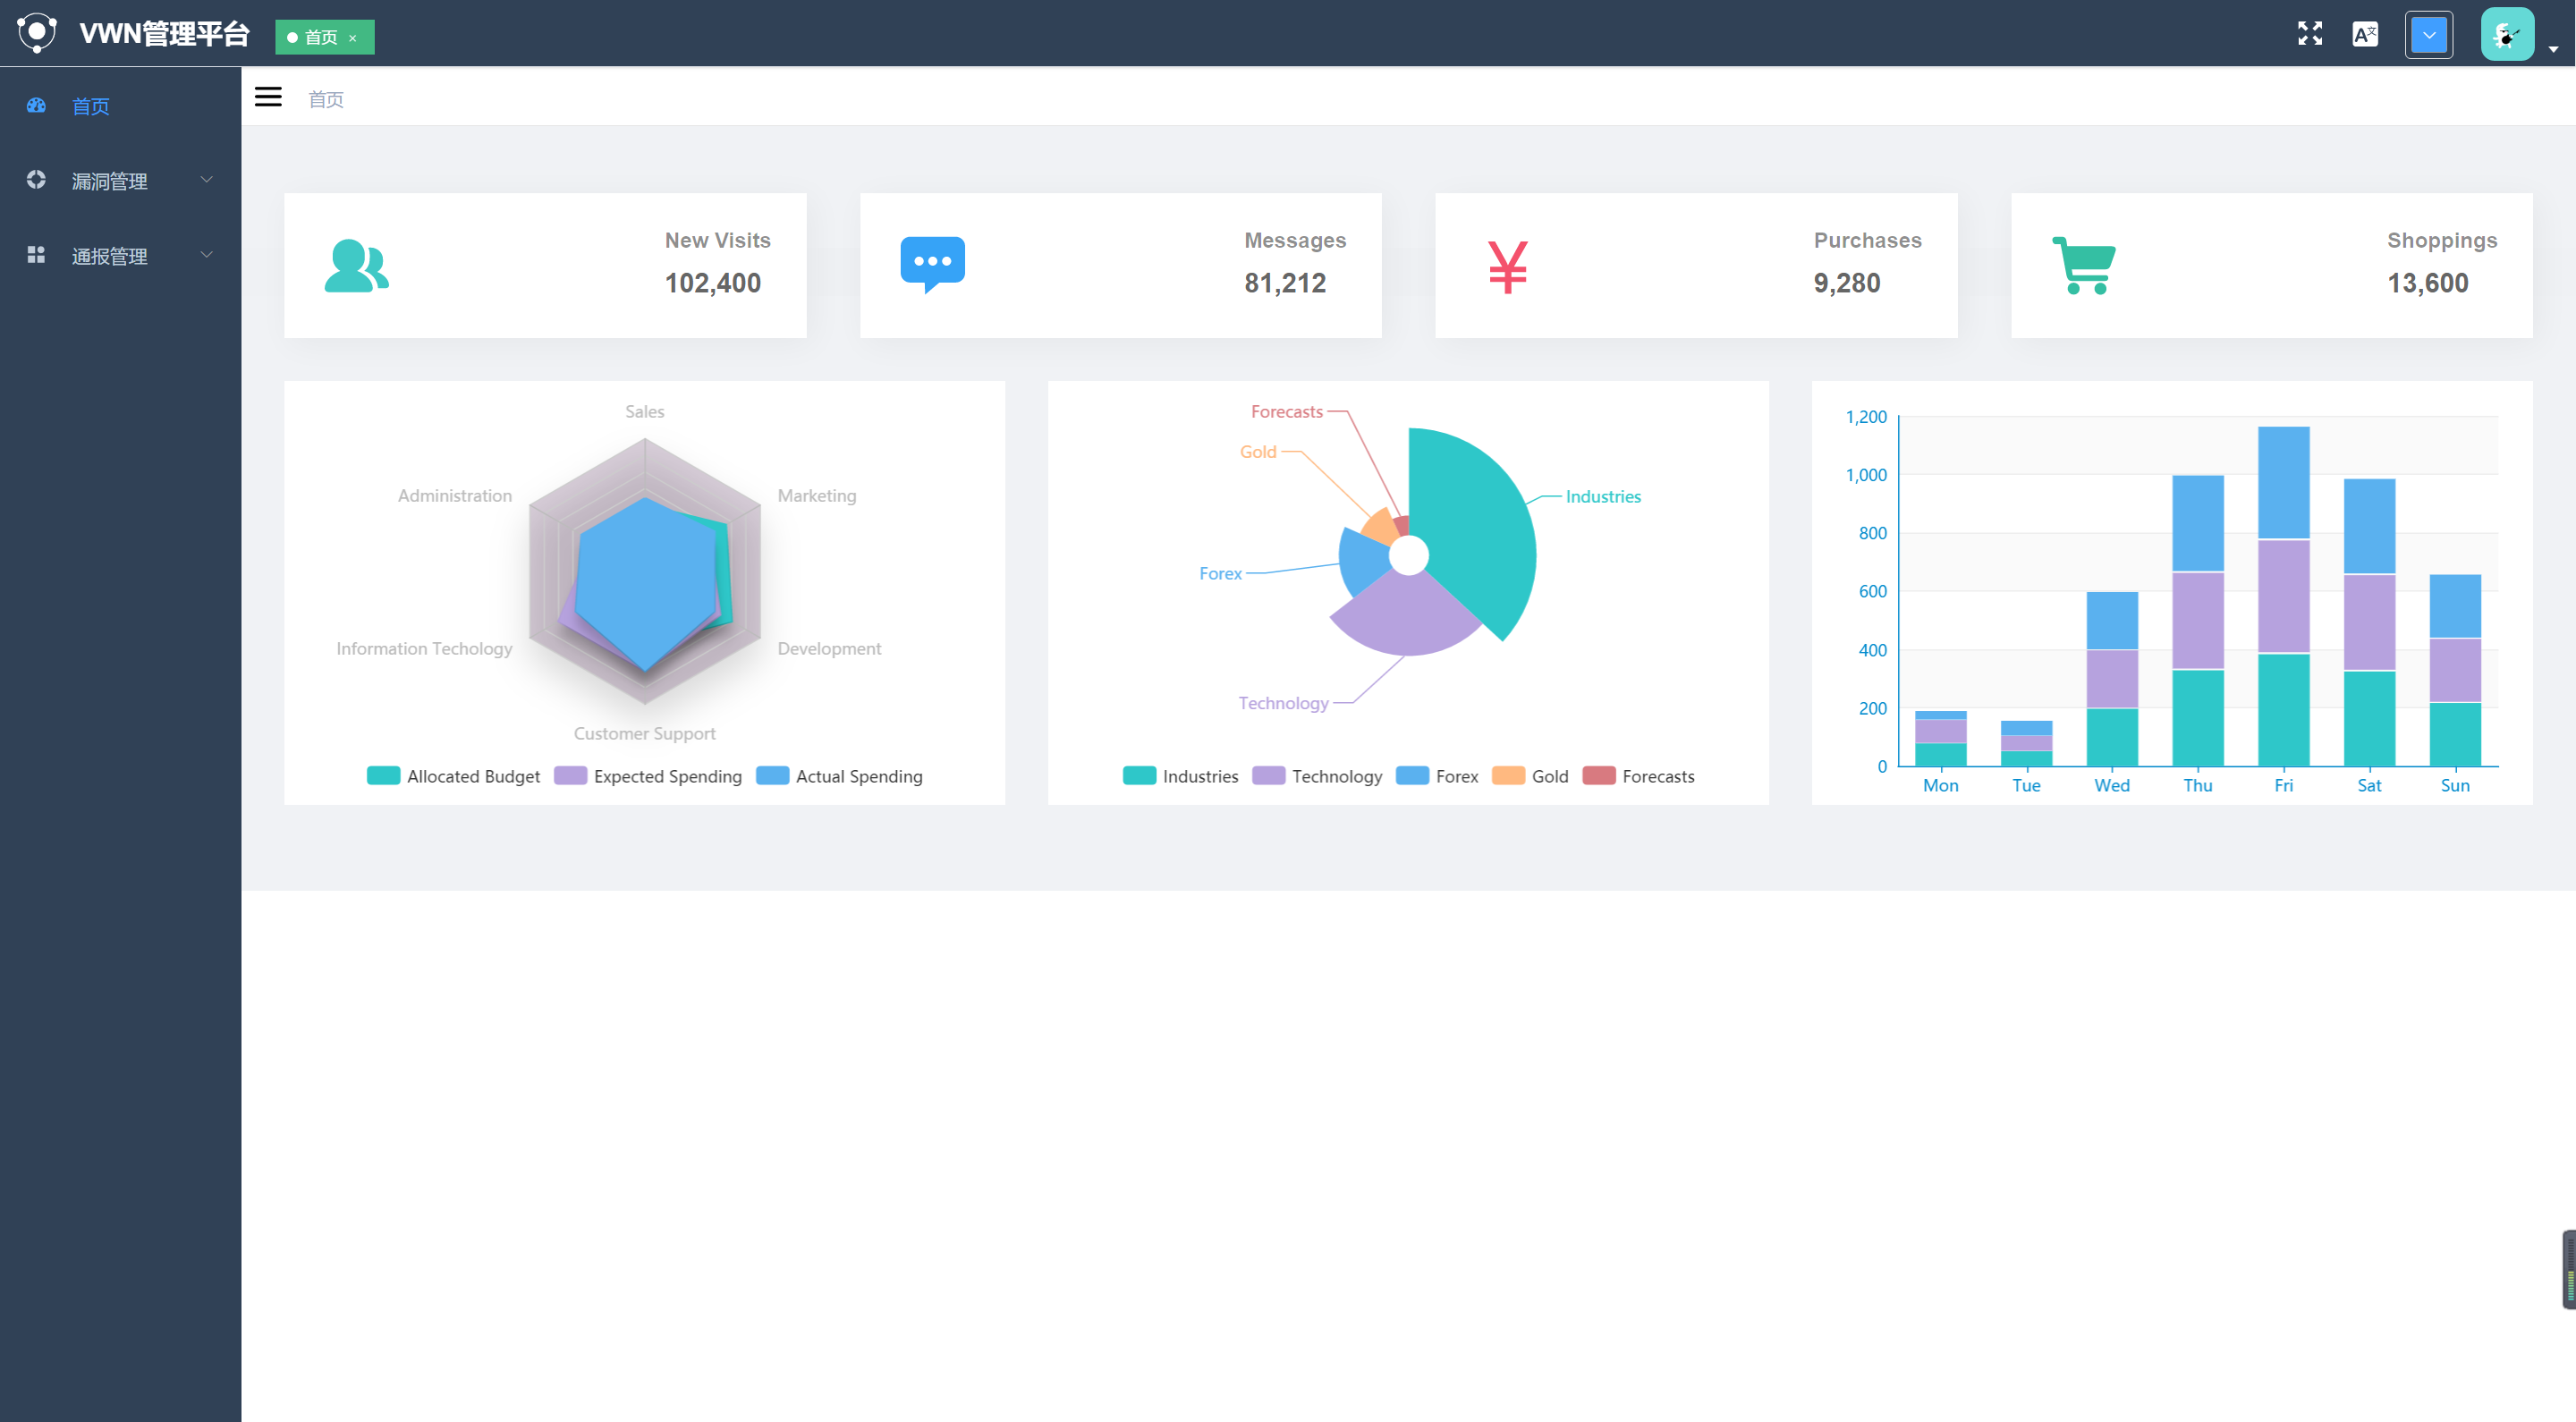 VWN管理平台
首页 ×
首页
首页
漏洞管理
通报管理
New Visits
102,400
Messages
81,212
¥
Purchases
9,280
Shoppings
13,600
Sales
Administration
Marketing
Information Techology
Development
Customer Support
Allocated Budget Expected Spending Actual Spending
Forecasts
Gold
Industries
Forex
Technology
Industries Technology Forex Gold Forecasts
1,200
1,000
800
600
400
200
0
Mon Tue Wed Thu Fri Sat Sun